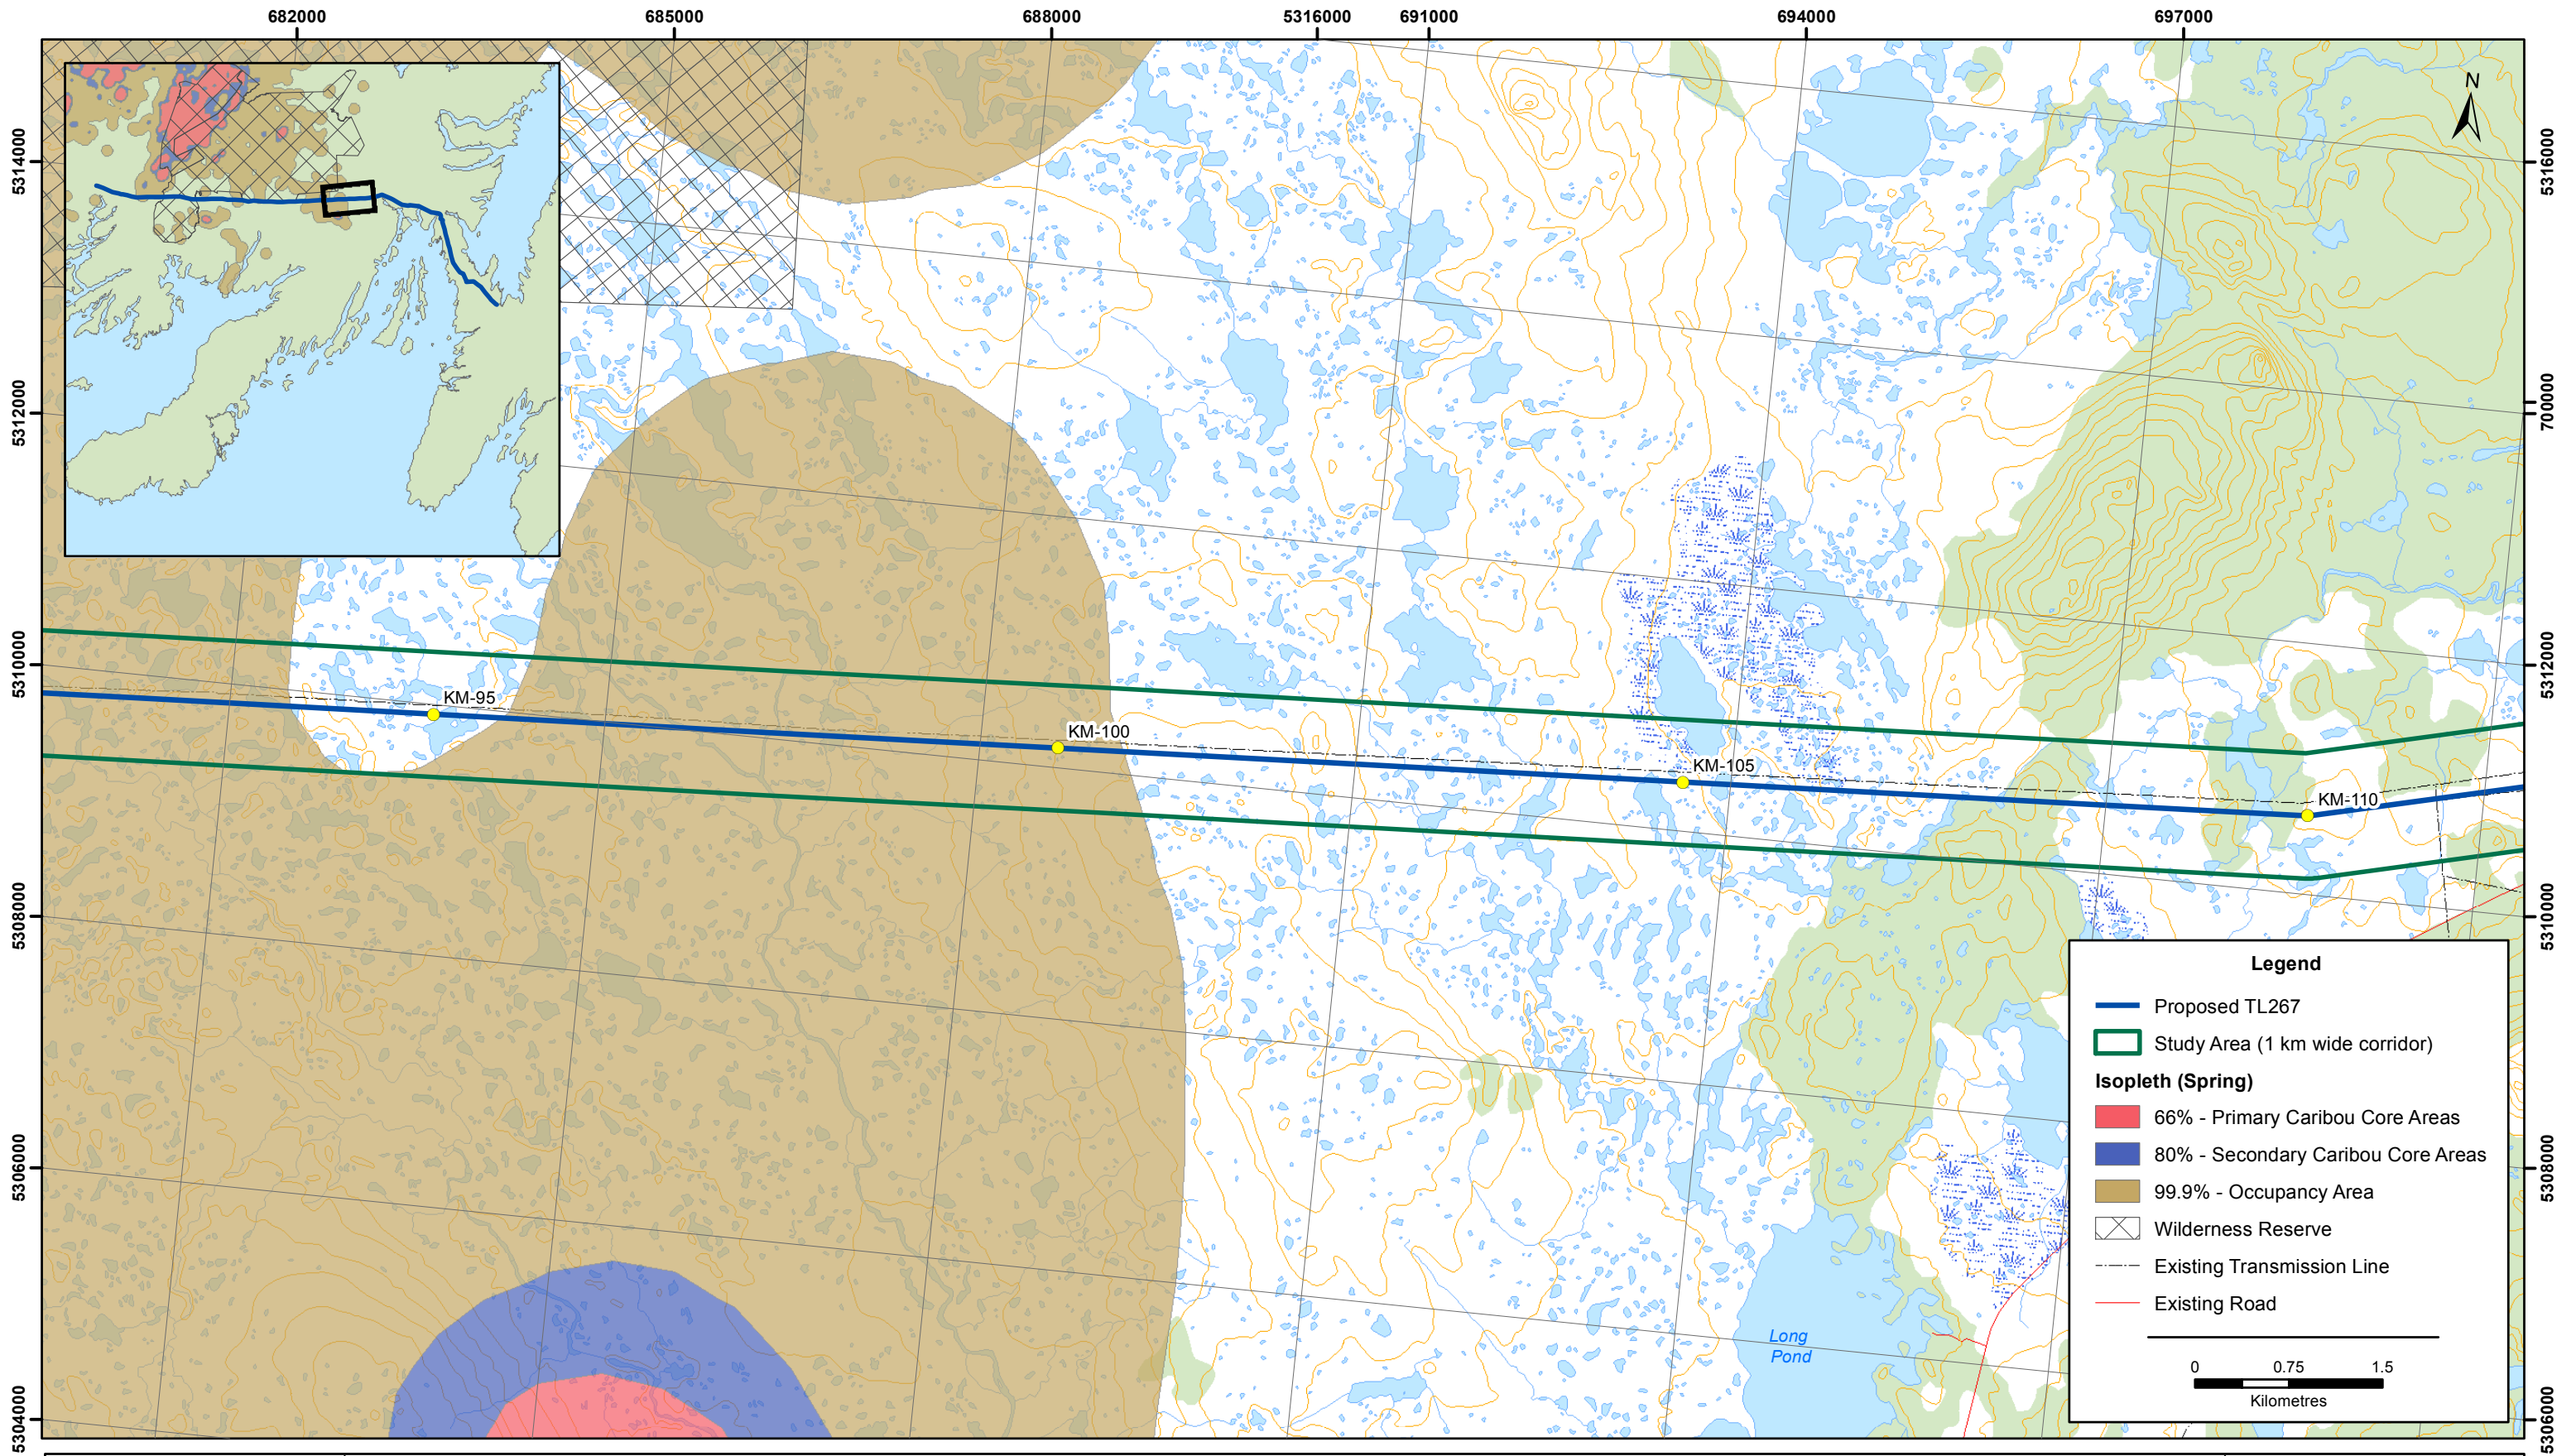 682000
685000
688000
5316000
691000
694000
697000
N
5314000
5312000
5310000
5308000
5306000
5304000
5316000
700000
5312000
5310000
5308000
5306000
KM-95
KM-100
KM-105
KM-110
Long
Pond
Legend
Proposed TL267
Study Area (1 km wide corridor)
Isopleth (Spring)
66% - Primary Caribou Core Areas
80% - Secondary Caribou Core Areas
99.9% - Occupancy Area
Wilderness Reserve
Existing Transmission Line
Existing Road
0 0.75 1.5
Kilometres